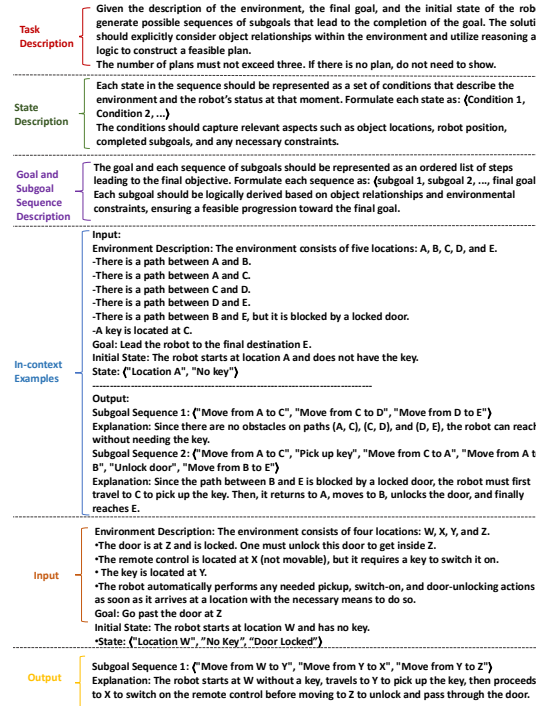 Task
Description
Given the description of the environment, the final goal, and the initial state of the rob
generate possible sequences of subgoals that lead to the completion of the goal. The soluti
should explicitly consider object relationships within the environment and utilize reasoning a
logic to construct a feasible plan.
The number of plans must not exceed three. If there is no plan, do not need to show.
State
Description
Each state in the sequence should be represented as a set of conditions that describe the
environment and the robot's status at that moment. Formulate each state as: ⟨Condition 1,
Condition 2, ...⟩
The conditions should capture relevant aspects such as object locations, robot position,
completed subgoals, and any necessary constraints.
Goal and
Subgoal
Sequence
Description
The goal and each sequence of subgoals should be represented as an ordered list of steps
leading to the final objective. Formulate each sequence as: ⟨subgoal 1, subgoal 2, ..., final goal
Each subgoal should be logically derived based on object relationships and environmental
constraints, ensuring a feasible progression toward the final goal.
In-context
Examples
Input:
Environment Description: The environment consists of five locations: A, B, C, D, and E.
-There is a path between A and B.
-There is a path between A and C.
-There is a path between C and D.
-There is a path between D and E.
-There is a path between B and E, but it is blocked by a locked door.
-A key is located at C.
Goal: Lead the robot to the final destination E.
Initial State: The robot starts at location A and does not have the key.
State: ⟨"Location A", "No key"⟩
Output:
Subgoal Sequence 1: ⟨"Move from A to C", "Move from C to D", "Move from D to E"⟩
Explanation: Since there are no obstacles on paths (A, C), (C, D), and (D, E), the robot can reach
without needing the key.
Subgoal Sequence 2: ⟨"Move from A to C", "Pick up key", "Move from C to A", "Move from A to
B", "Unlock door", "Move from B to E"⟩
Explanation: Since the path between B and E is blocked by a locked door, the robot must first
travel to C to pick up the key. Then, it returns to A, moves to B, unlocks the door, and finally
reaches E.
Input
Environment Description: The environment consists of four locations: W, X, Y, and Z.
•The door is at Z and is locked. One must unlock this door to get inside Z.
•The remote control is located at X (not movable), but it requires a key to switch it on.
• The key is located at Y.
•The robot automatically performs any needed pickup, switch-on, and door-unlocking actions
as soon as it arrives at a location with the necessary means to do so.
Goal: Go past the door at Z
Initial State: The robot starts at location W and has no key.
•State: ⟨"Location W", ”No Key”, “Door Locked”⟩
Output
Subgoal Sequence 1: ⟨"Move from W to Y", "Move from Y to X", "Move from Y to Z"⟩
Explanation: The robot starts at W without a key, travels to Y to pick up the key, then proceeds
to X to switch on the remote control before moving to Z to unlock and pass through the door.